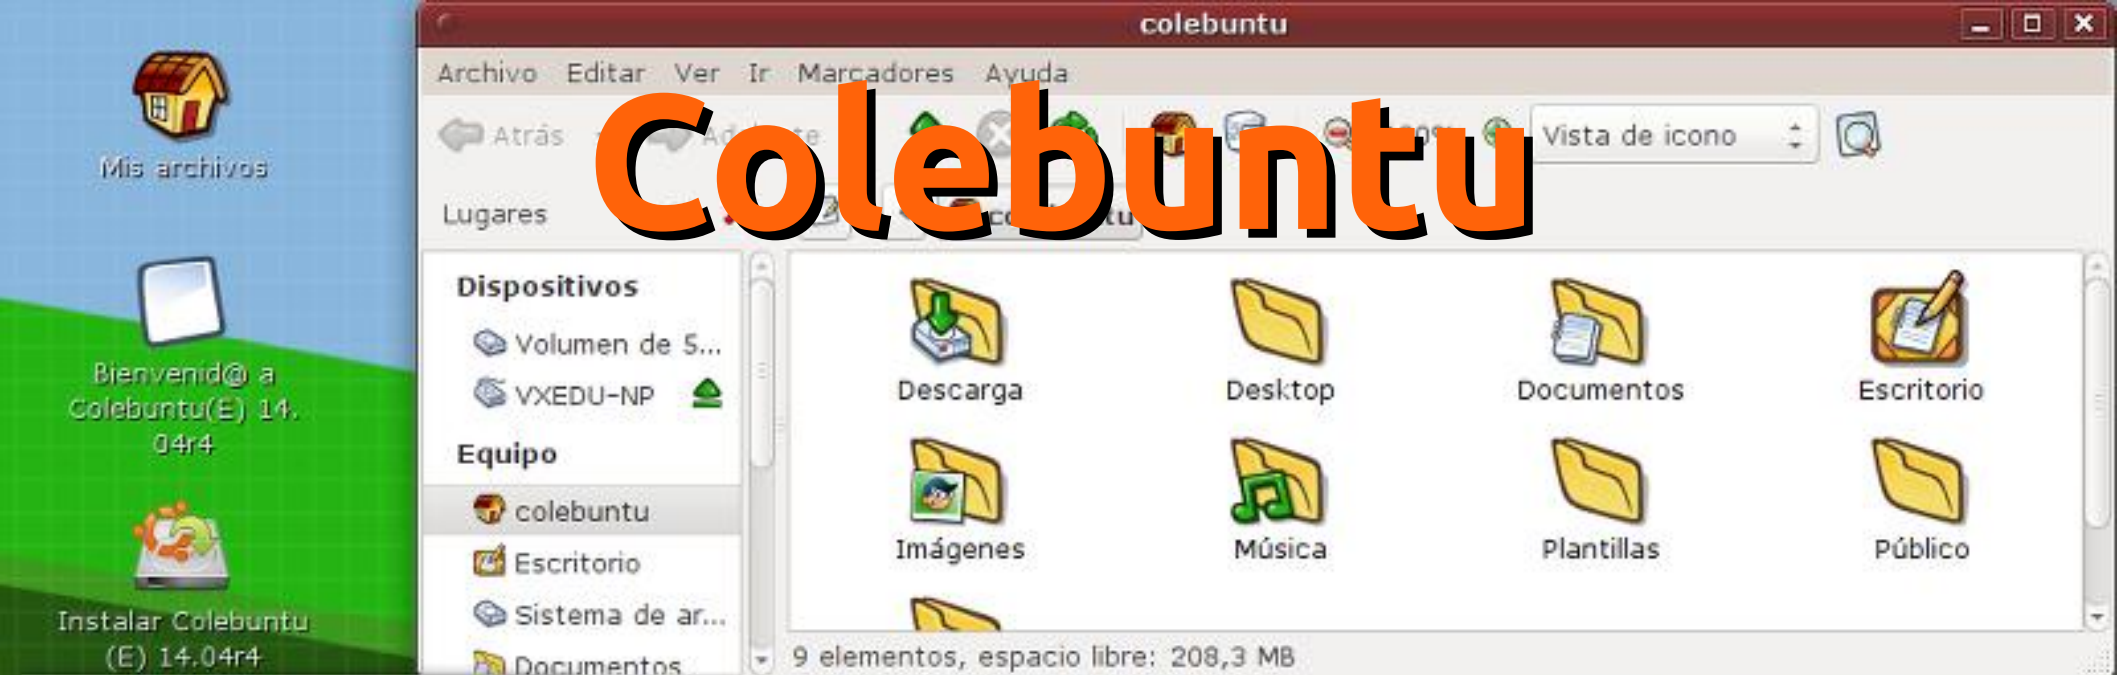 colebuntu
Archivo Editar Ver Ir Marcadores Ayuda
Colebuntu
Atrás
Vista de icono
Lugares
Mis archivos
Bienvenid@ a
Colebuntu(E) 14.
04r4
Instalar Colebuntu
(E) 14.04r4
Dispositivos
Volumen de S...
VXEDU-NP
Equipo
colebuntu
Escritorio
Sistema de ar...
Documentos
Descarga Desktop Documentos Escritorio
Imágenes Música Plantillas Público
9 elementos, espacio libre: 208,3 MB